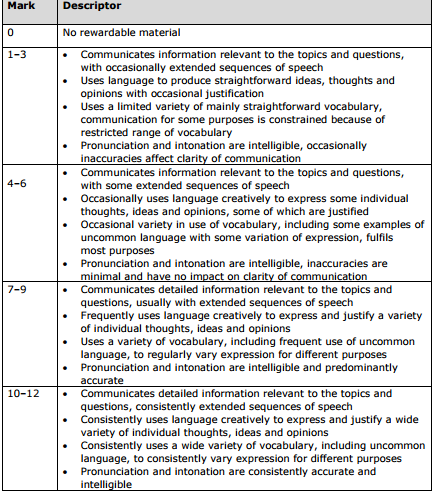 Mark Descriptor
0 No rewardable material
1–3 • Communicates information relevant to the topics and questions,
with occasionally extended sequences of speech
• Uses language to produce straightforward ideas, thoughts and
opinions with occasional justification
• Uses a limited variety of mainly straightforward vocabulary,
communication for some purposes is constrained because of
restricted range of vocabulary
• Pronunciation and intonation are intelligible, occasionally
inaccuracies affect clarity of communication
4–6 • Communicates information relevant to the topics and questions,
with some extended sequences of speech
• Occasionally uses language creatively to express some individual
thoughts, ideas and opinions, some of which are justified
• Occasional variety in use of vocabulary, including some examples of
uncommon language with some variation of expression, fulfils
most purposes
• Pronunciation and intonation are intelligible, inaccuracies are
minimal and have no impact on clarity of communication
7–9 • Communicates detailed information relevant to the topics and
questions, usually with extended sequences of speech
• Frequently uses language creatively to express and justify a variety
of individual thoughts, ideas and opinions
• Uses a variety of vocabulary, including frequent use of uncommon
language, to regularly vary expression for different purposes
• Pronunciation and intonation are intelligible and predominantly
accurate
10–12 • Communicates detailed information relevant to the topics and
questions, consistently extended sequences of speech
• Consistently uses language creatively to express and justify a wide
variety of individual thoughts, ideas and opinions
• Consistently uses a wide variety of vocabulary, including uncommon
language, to consistently vary expression for different purposes
• Pronunciation and intonation are consistently accurate and
intelligible